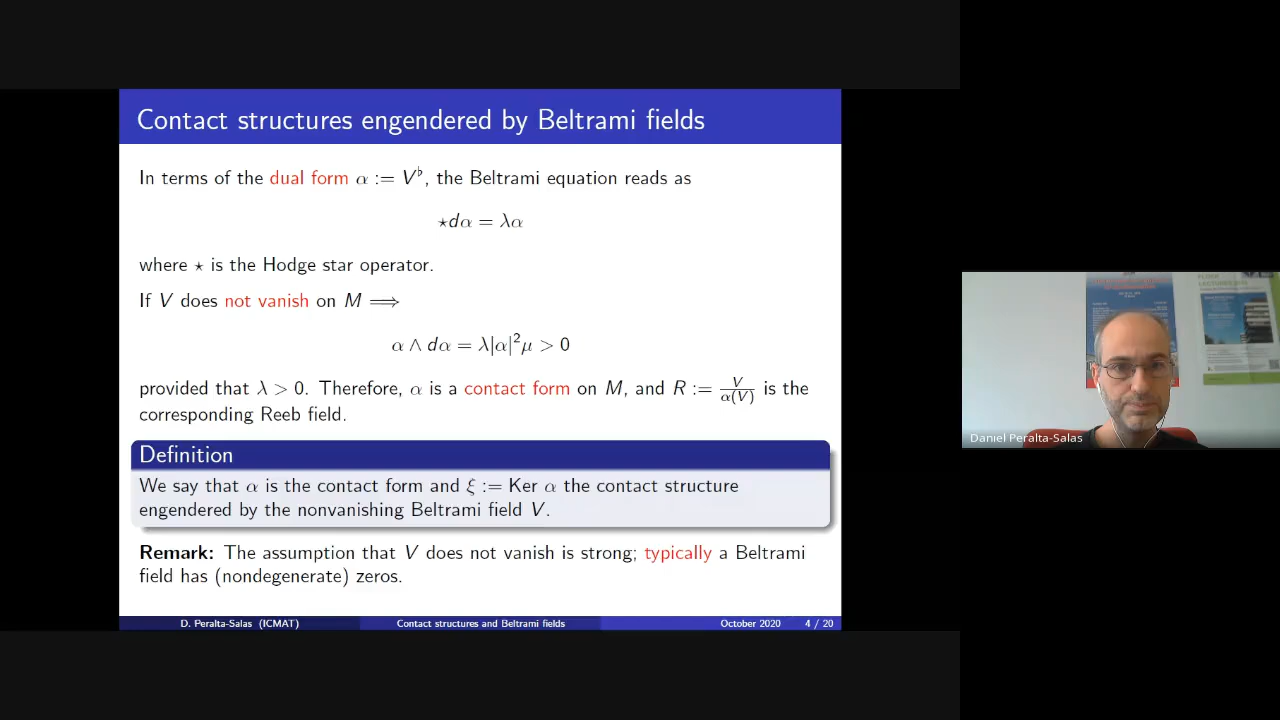 Contact structures engendered by Beltrami fields
In terms of the dual form α := V♭, the Beltrami equation reads as
⋆dα = λα
where ⋆ is the Hodge star operator.
If V does not vanish on M ⟹
α ∧ dα = λ|α|²μ > 0
provided that λ > 0. Therefore, α is a contact form on M, and R := V/α(V) is the
corresponding Reeb field.
Definition
We say that α is the contact form and ξ := Ker α the contact structure
engendered by the nonvanishing Beltrami field V.
Remark: The assumption that V does not vanish is strong; typically a Beltrami
field has (nondegenerate) zeros.
D. Peralta-Salas (ICMAT) Contact structures and Beltrami fields October 2020 4 / 20
Daniel Peralta-Salas